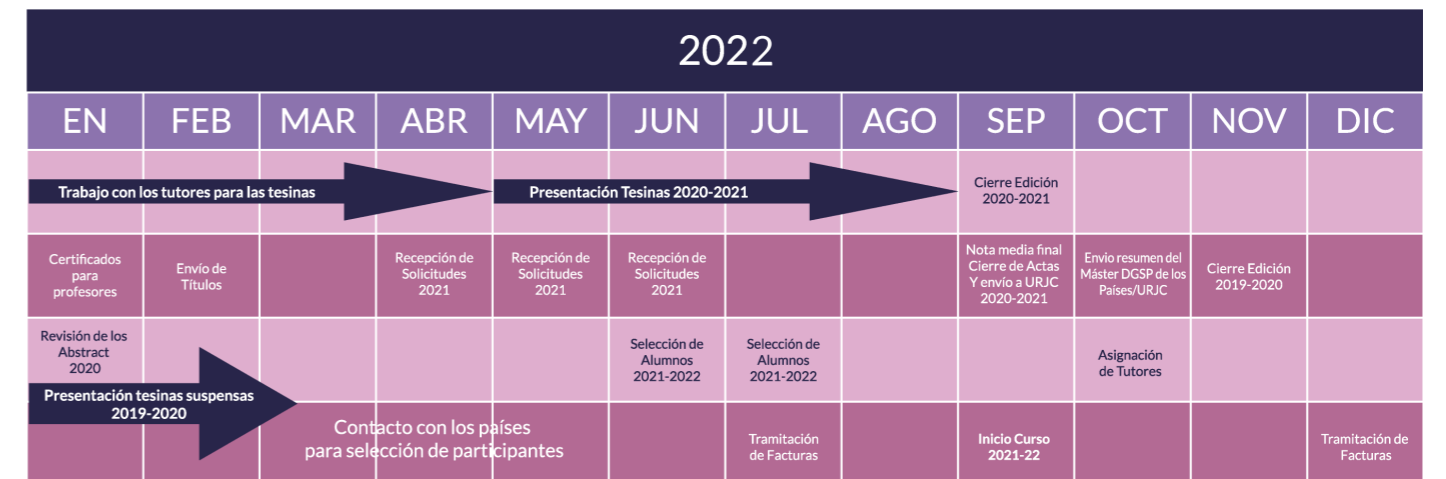 2022
EN
FEB
MAR
ABR
MAY
JUN
JUL
AGO
SEP
OCT
NOV
DIC
Trabajo con los tutores para las tesinas
Presentación Tesinas 2020-2021
Cierre Edición
2020-2021
Certificados
para
profesores
Envío de
Títulos
Recepción de
Solicitudes
2021
Recepción de
Solicitudes
2021
Recepción de
Solicitudes
2021
Nota media final
Cierre de Actas
Y envío a URJC
2020-2021
Envio resumen del
Máster DGSP de los
Países/URJC
Cierre Edición
2019-2020
Revisión de los
Abstract
2020
Selección de
Alumnos
2021-2022
Selección de
Alumnos
2021-2022
Asignación
de Tutores
Presentación tesinas suspensas
2019-2020
Contacto con los países
para selección de participantes
Tramitación
de Facturas
Inicio Curso
2021-22
Tramitación de
Facturas